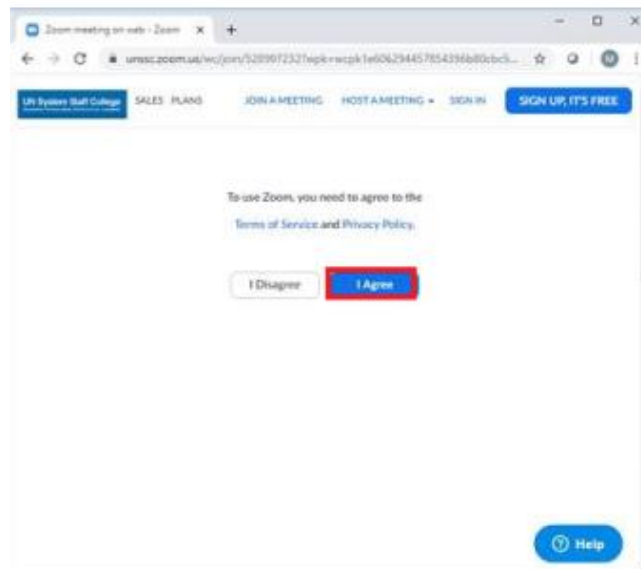 Zoom meeting on web - Zoom
UN System Staff College
SALES PLANS JOIN A MEETING HOST A MEETING SIGN IN SIGN UP, IT'S FREE
To use Zoom, you need to agree to the
Terms of Service and Privacy Policy.
I Disagree I Agree
Help